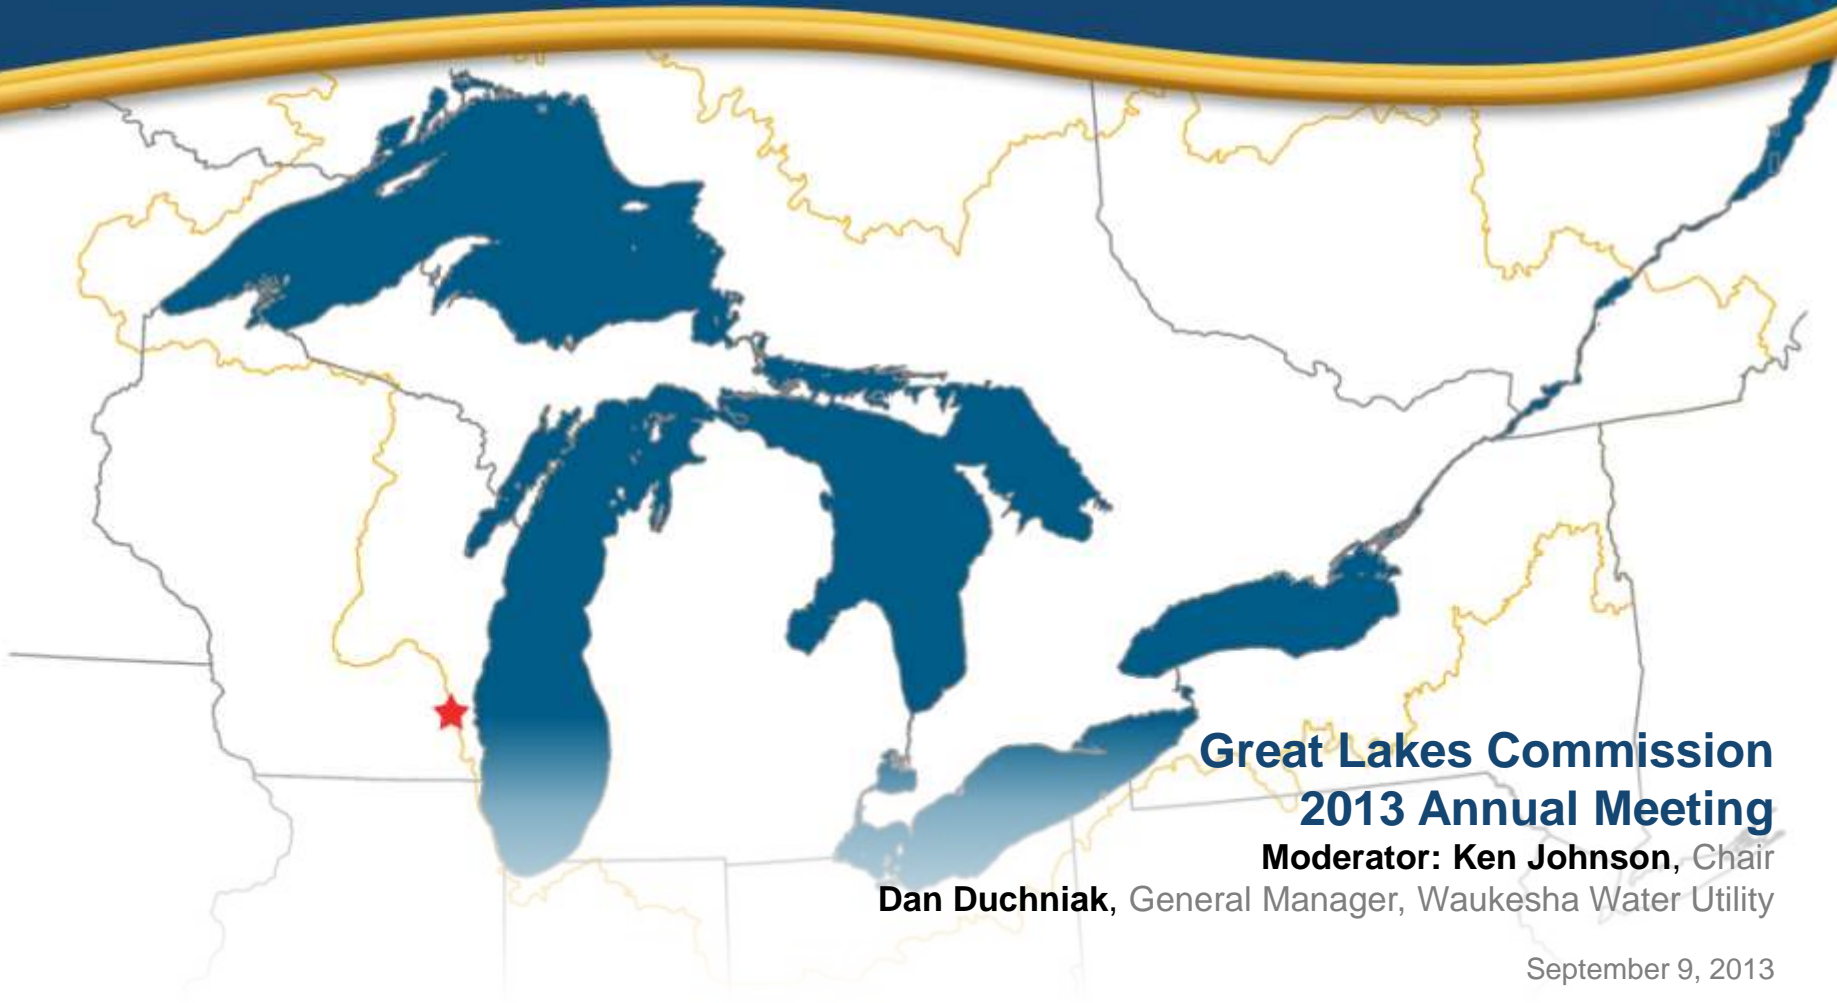 Great Lakes Commission
2013 Annual Meeting
Moderator: Ken Johnson, Chair
Dan Duchniak, General Manager, Waukesha Water Utility
September 9, 2013